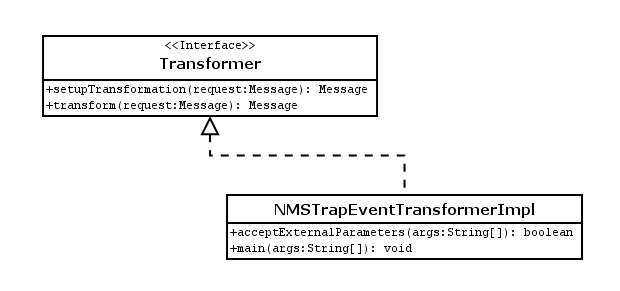 <<Interface>>
Transformer
+setupTransformation(request:Message): Message
+transform(request:Message): Message
NMSTrapEventTransformerImpl
+acceptExternalParameters(args:String[]): boolean
+main(args:String[]): void